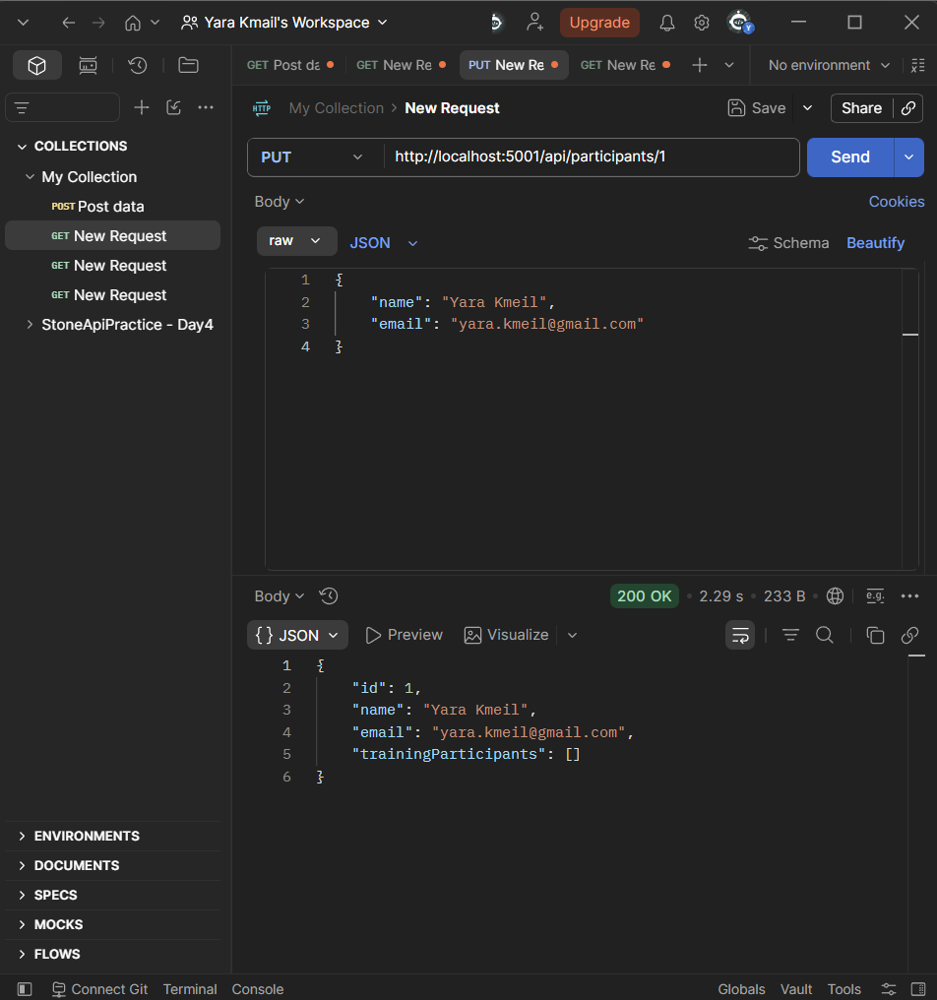 Yara Kmail's Workspace
Upgrade
Y
GET Post da
GET New Re
PUT New Re
GET New Re
No environment
My Collection > New Request
Save
Share
COLLECTIONS
My Collection
POST Post data
GET New Request
GET New Request
GET New Request
StoneApiPractice - Day4
HTTP
PUT
http://localhost:5001/api/participants/1
Send
Body
Cookies
raw
JSON
Schema
Beautify
1 {
2 "name": "Yara Kmeil",
3 "email": "yara.kmeil@gmail.com"
4 }
Body
200 OK
2.29 s
233 B
e.g.
{} JSON
Preview
Visualize
1 {
2 "id": 1,
3 "name": "Yara Kmeil",
4 "email": "yara.kmeil@gmail.com",
5 "trainingParticipants": []
6 }
ENVIRONMENTS
DOCUMENTS
SPECS
MOCKS
FLOWS
Connect Git
Terminal
Console
Globals
Vault
Tools